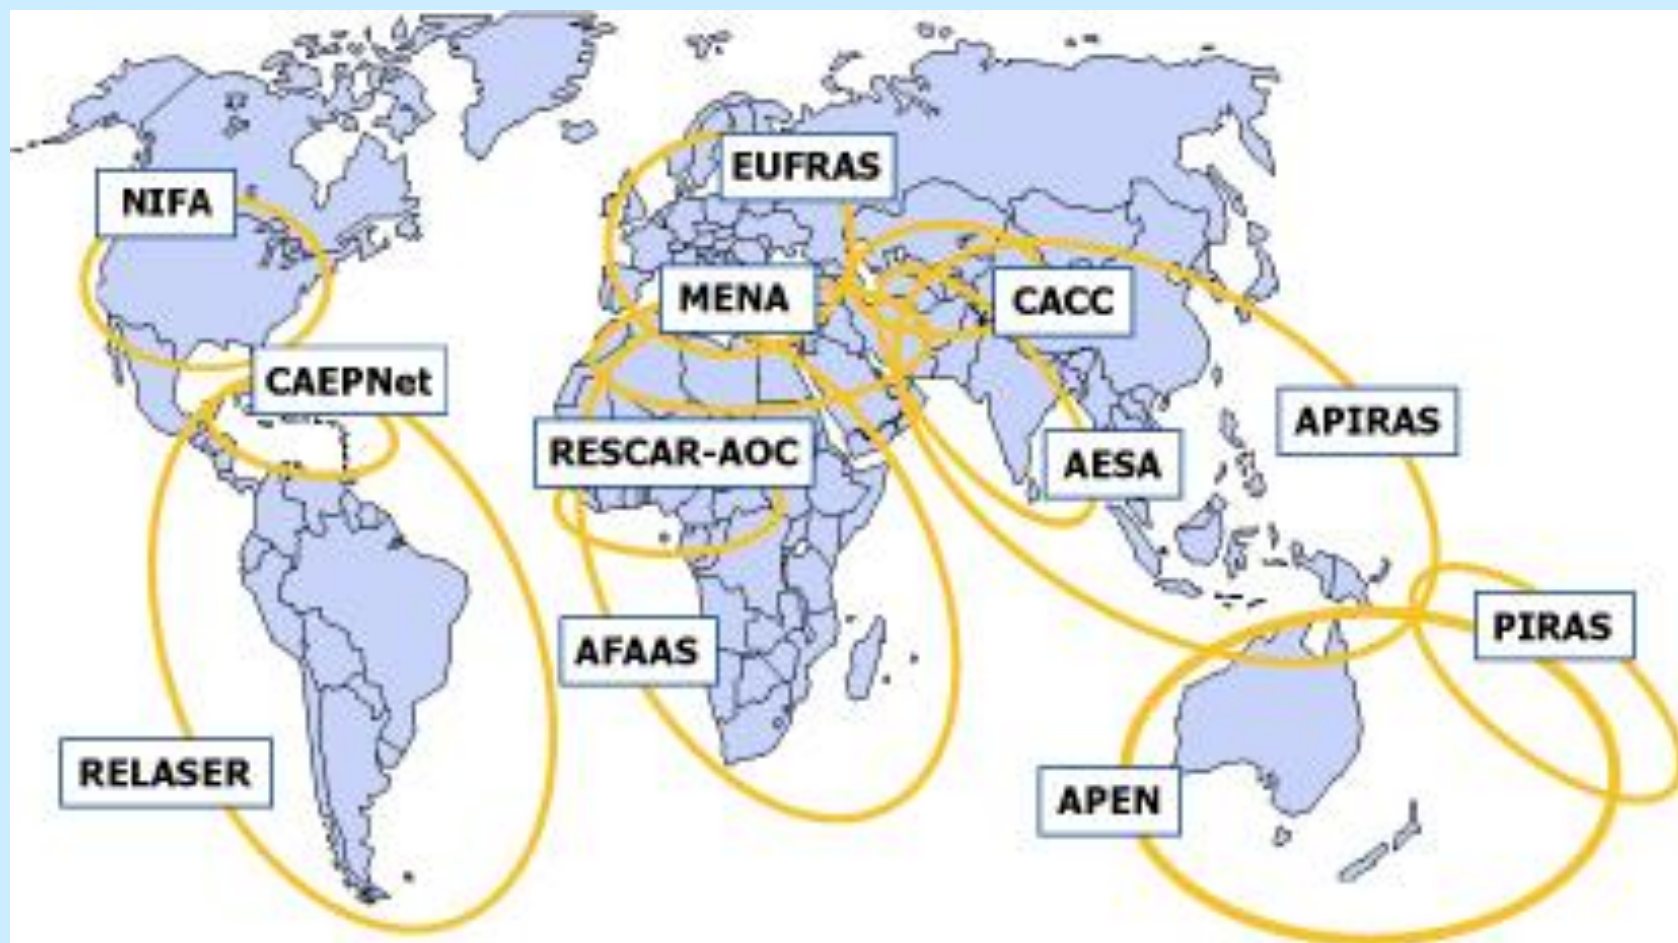 EUFRAS
NIFA
MENA
CACC
CAEPNet
APIRAS
RESCAR-AOC
AESA
PIRAS
AFAAS
RELASER
APEN